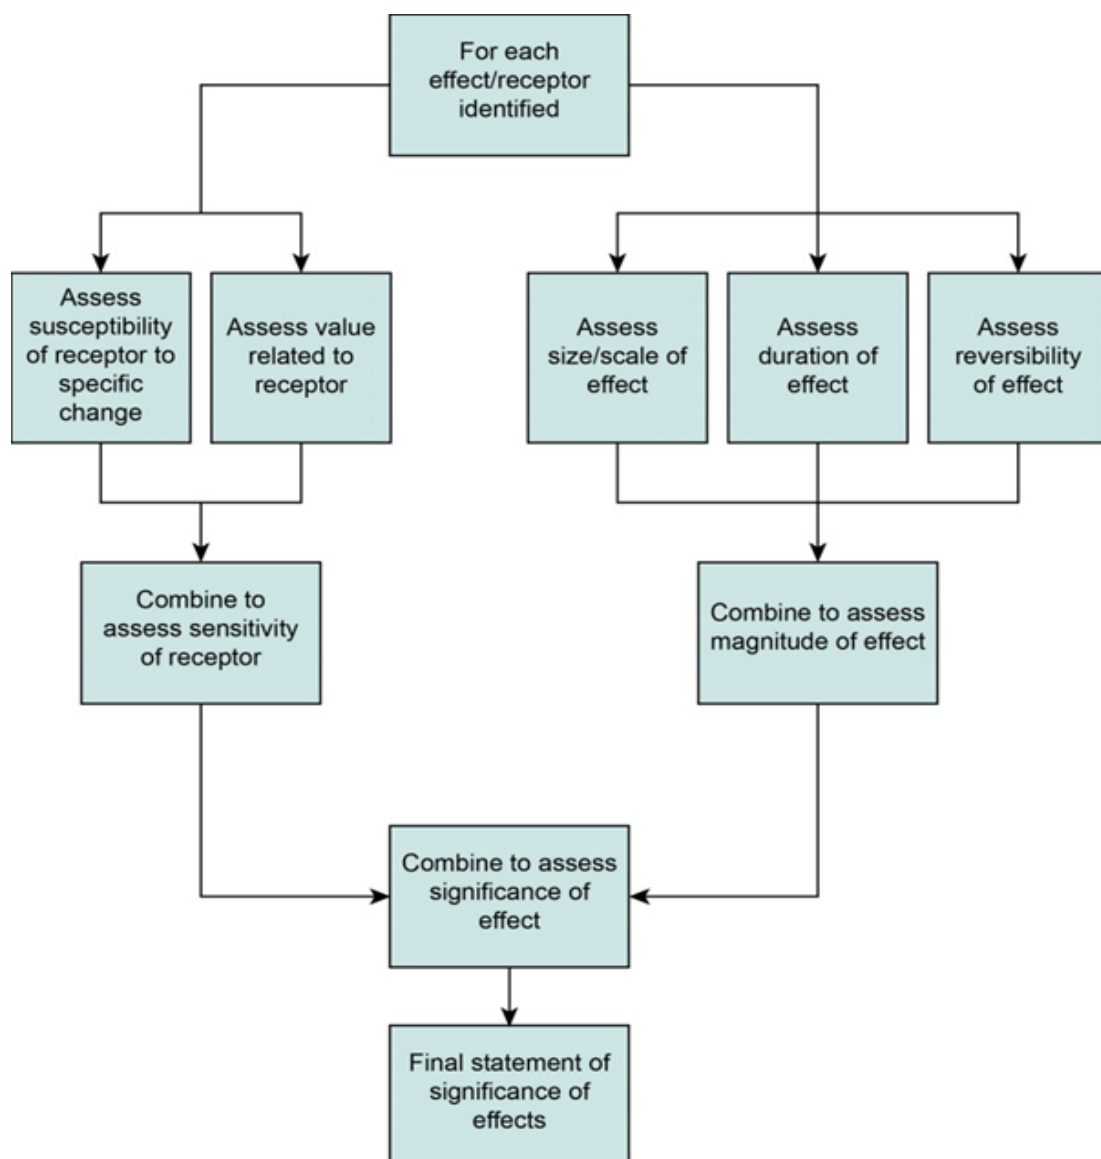 For each
effect/receptor
identified
Assess
susceptibility
of receptor to
specific
change
Assess value
related to
receptor
Assess
size/scale of
effect
Assess
duration of
effect
Assess
reversibility
of effect
Combine to
assess sensitivity
of receptor
Combine to assess
magnitude of effect
Combine to assess
significance of
effect
Final statement of
significance of
effects